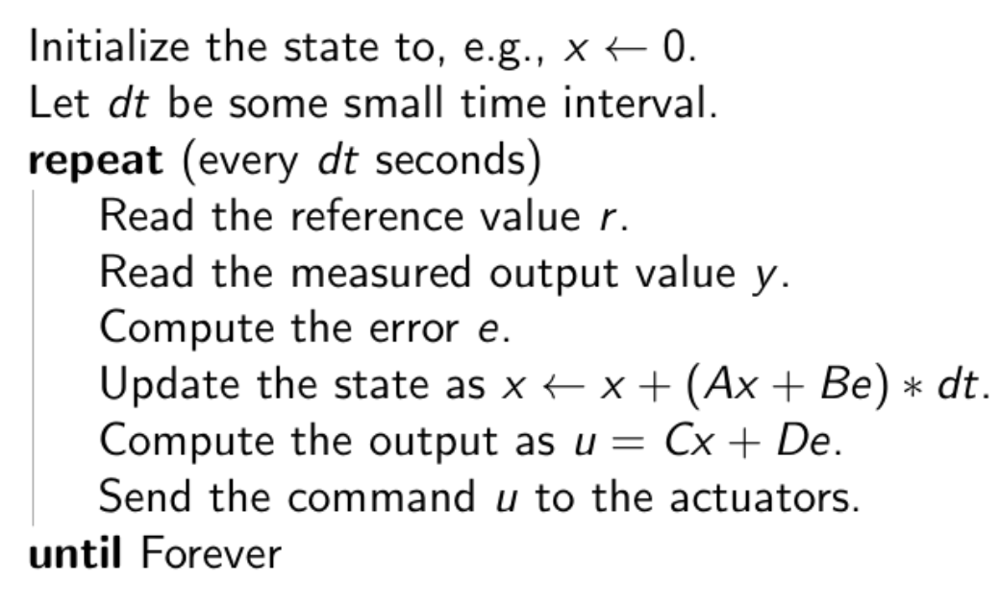 Initialize the state to, e.g., x ← 0.
Let dt be some small time interval.
repeat (every dt seconds)
Read the reference value r.
Read the measured output value y.
Compute the error e.
Update the state as x ← x + (Ax + Be) ∗ dt.
Compute the output as u = Cx + De.
Send the command u to the actuators.
until Forever